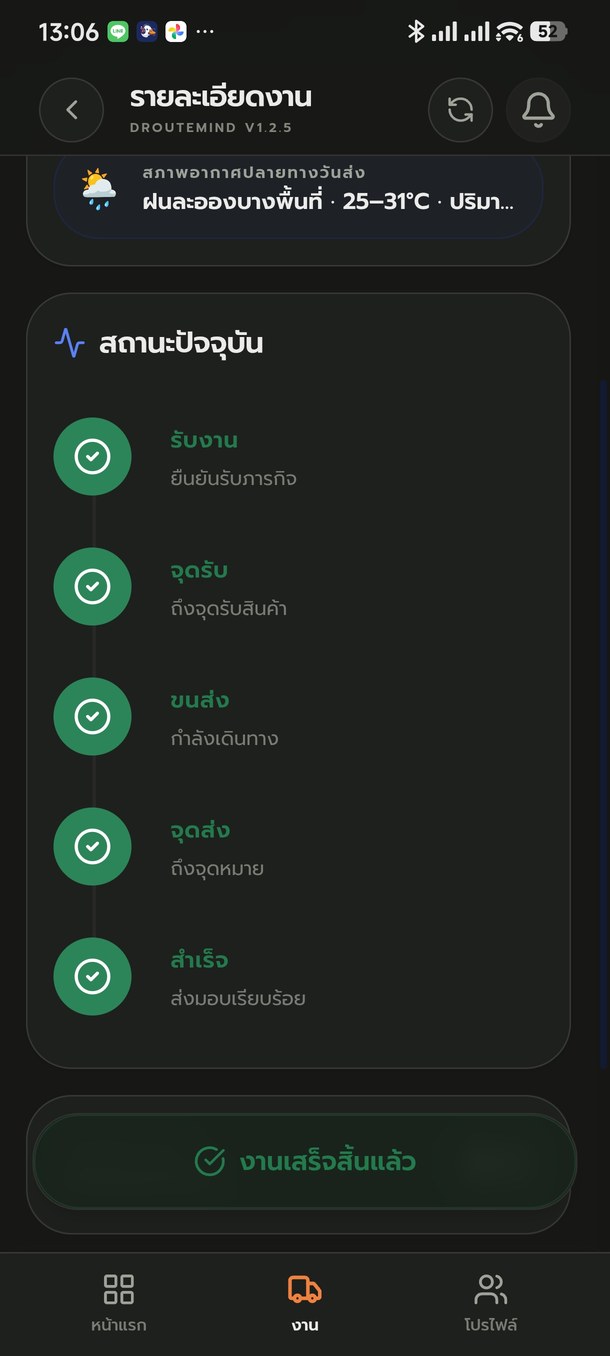 13:06
52
รายละเอียดงาน
DROUTEMIND V1.2.5
สภาพอากาศปลายทางวันส่ง
ฝนละอองบางพื้นที่ · 25–31°C · ปริมา...
สถานะปัจจุบัน
รับงาน
ยืนยันรับภารกิจ
จุดรับ
ถึงจุดรับสินค้า
ขนส่ง
กำลังเดินทาง
จุดส่ง
ถึงจุดหมาย
สำเร็จ
ส่งมอบเรียบร้อย
งานเสร็จสิ้นแล้ว
หน้าแรก
งาน
โปรไฟล์